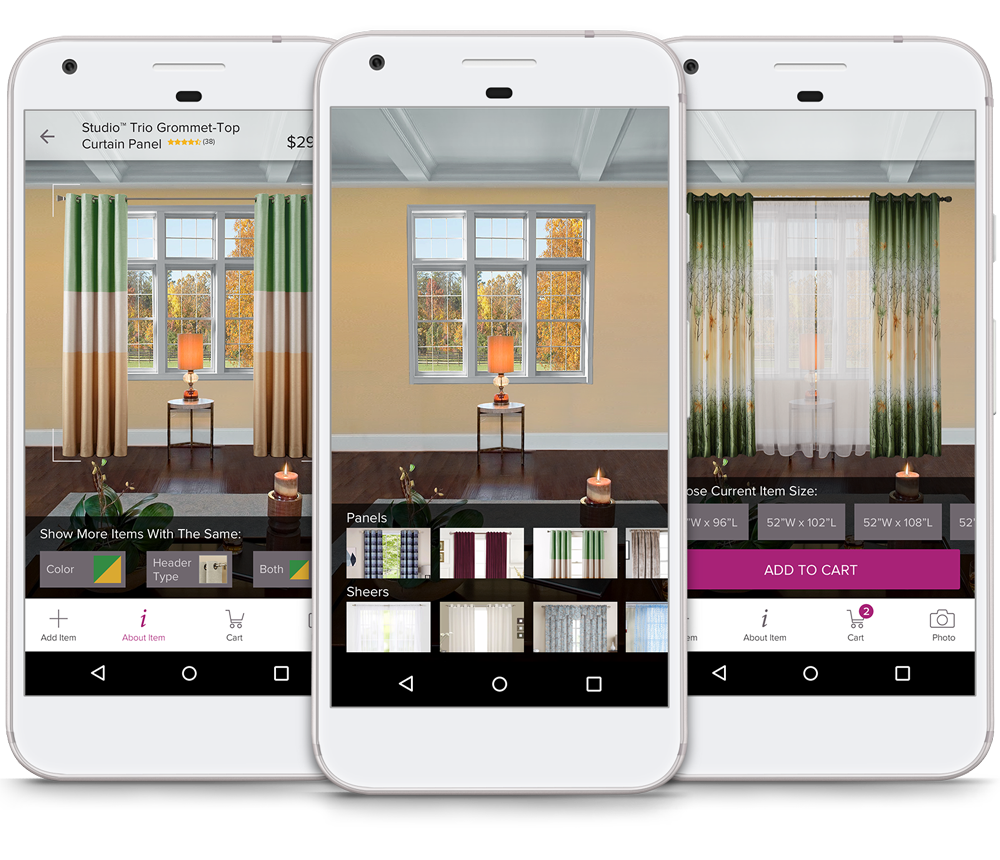 Studio™ Trio Grommet-Top
Curtain Panel (38)
$29
Show More Items With The Same:
Color
Header
Type
Both
Add Item
About Item
Cart
Panels
Sheers
ose Current Item Size:
"W x 96"L
52"W x 102"L
52"W x 108"L
52"
ADD TO CART
em
About Item
2
Cart
Photo